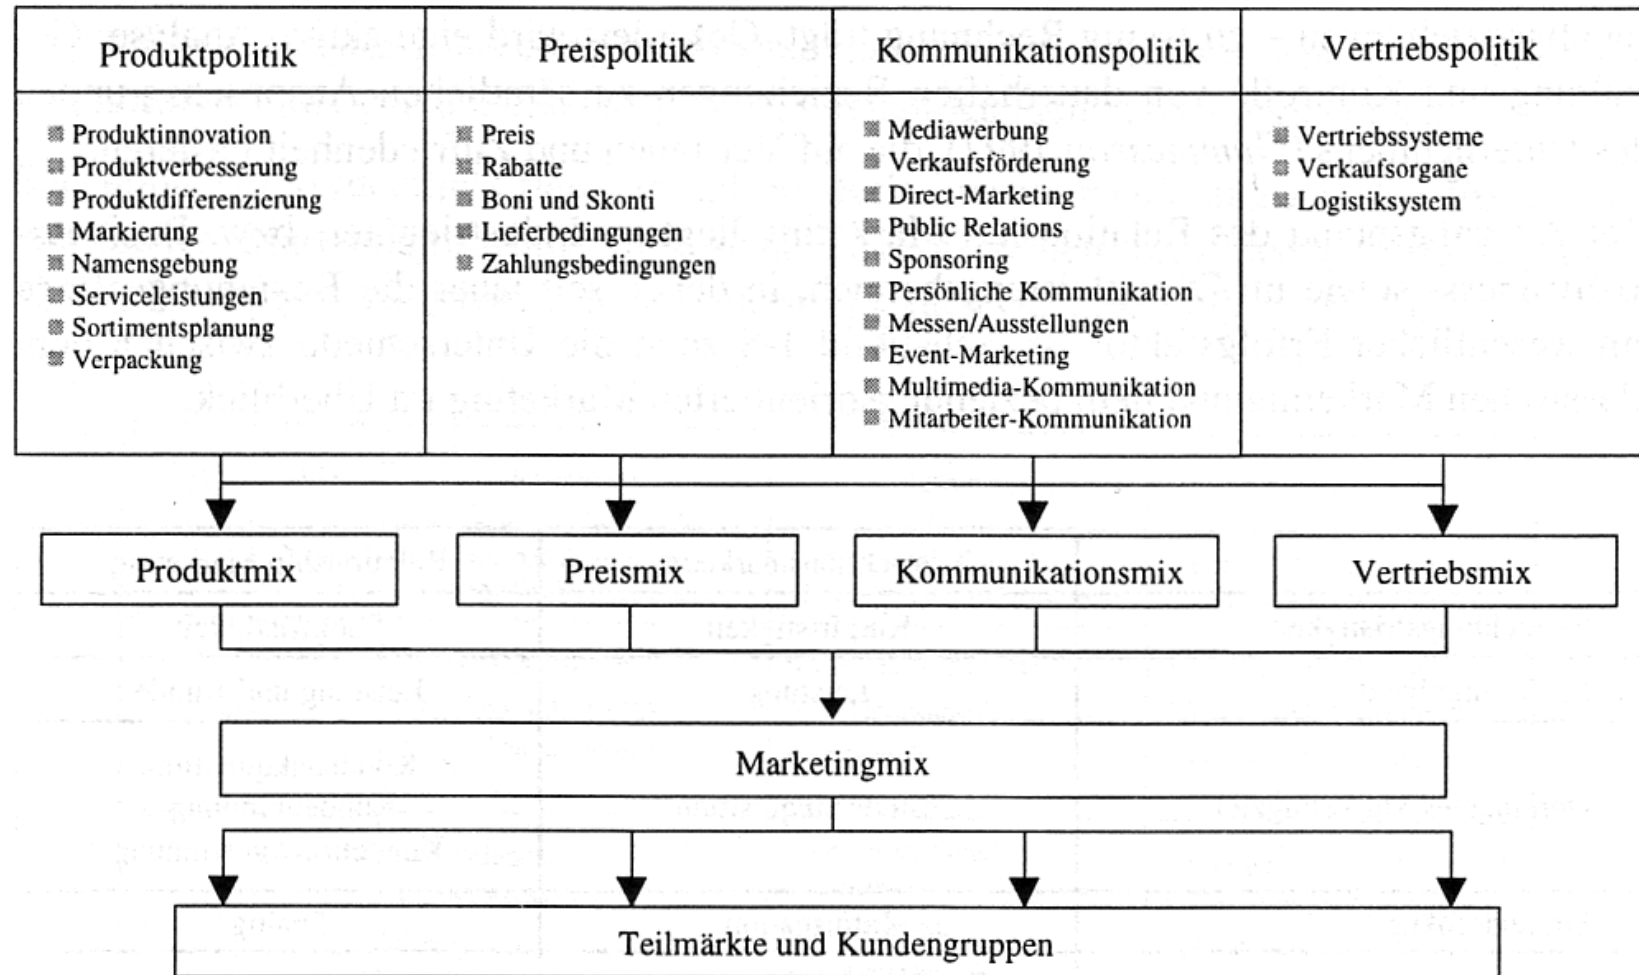 Produktpolitik
Preispolitik
Kommunikationspolitik
Vertriebspolitik
Produktinnovation
Produktverbesserung
Produktdifferenzierung
Markierung
Namensgebung
Serviceleistungen
Sortimentsplanung
Verpackung
Preis
Rabatte
Boni und Skonti
Lieferbedingungen
Zahlungsbedingungen
Mediawerbung
Verkaufsförderung
Direct-Marketing
Public Relations
Sponsoring
Persönliche Kommunikation
Messen/Ausstellungen
Event-Marketing
Multimedia-Kommunikation
Mitarbeiter-Kommunikation
Vertriebssysteme
Verkaufsorgane
Logistiksystem
Produktmix
Preismix
Kommunikationsmix
Vertriebsmix
Marketingmix
Teilmärkte und Kundengruppen